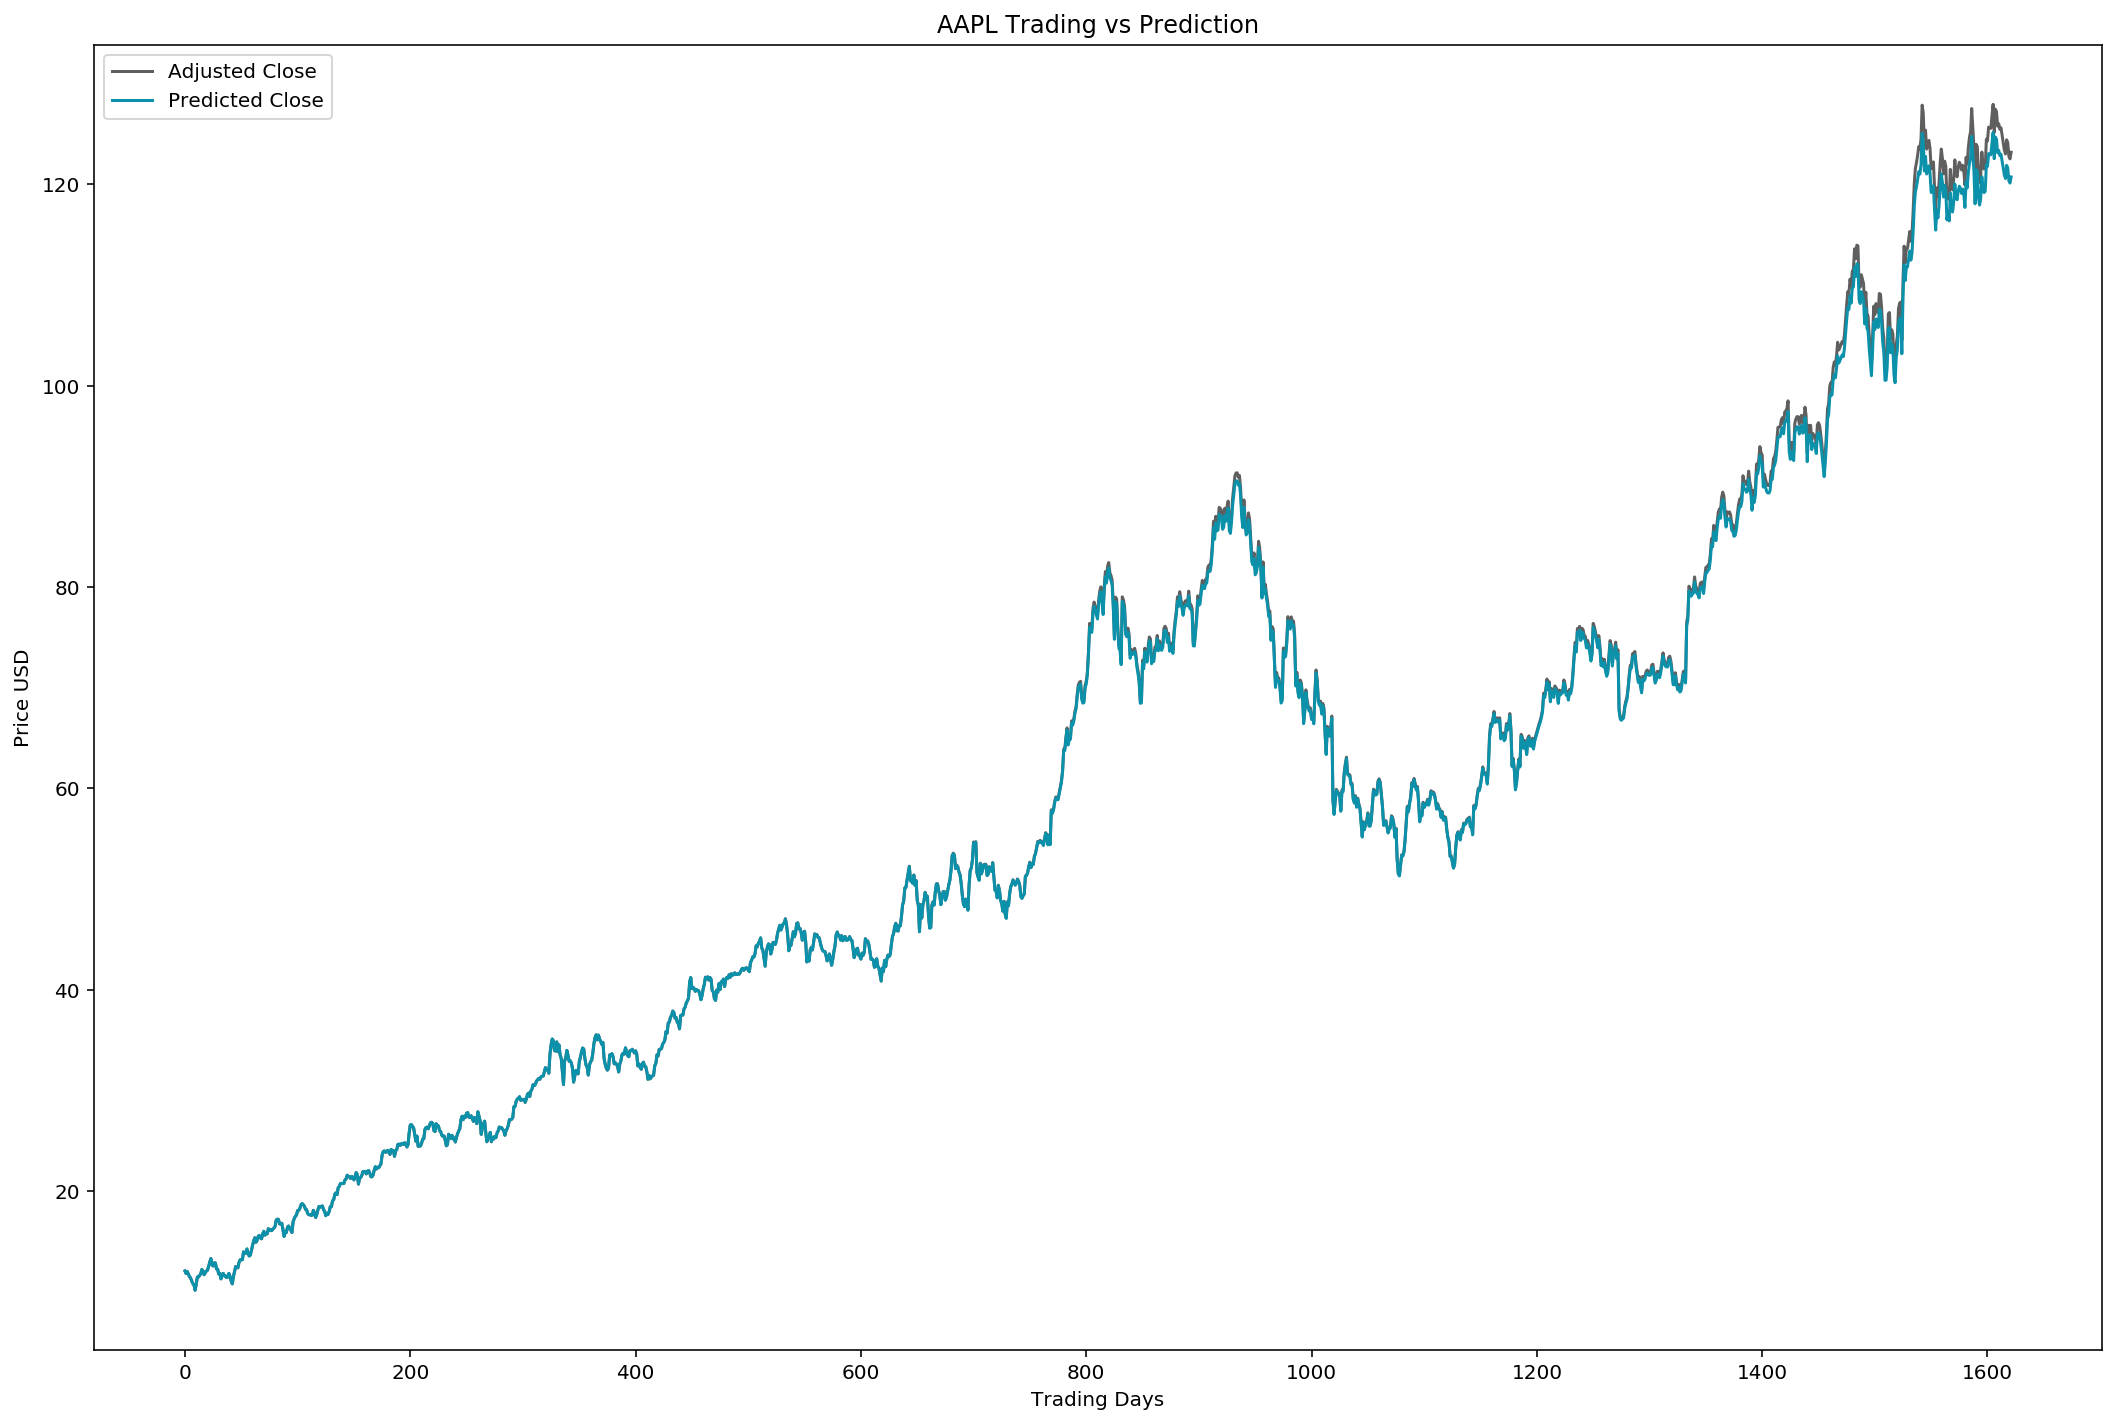 AAPL Trading vs Prediction
Adjusted Close
Predicted Close
Price USD
120
100
80
60
40
20
0 200 400 600 800 1000 1200 1400 1600
Trading Days